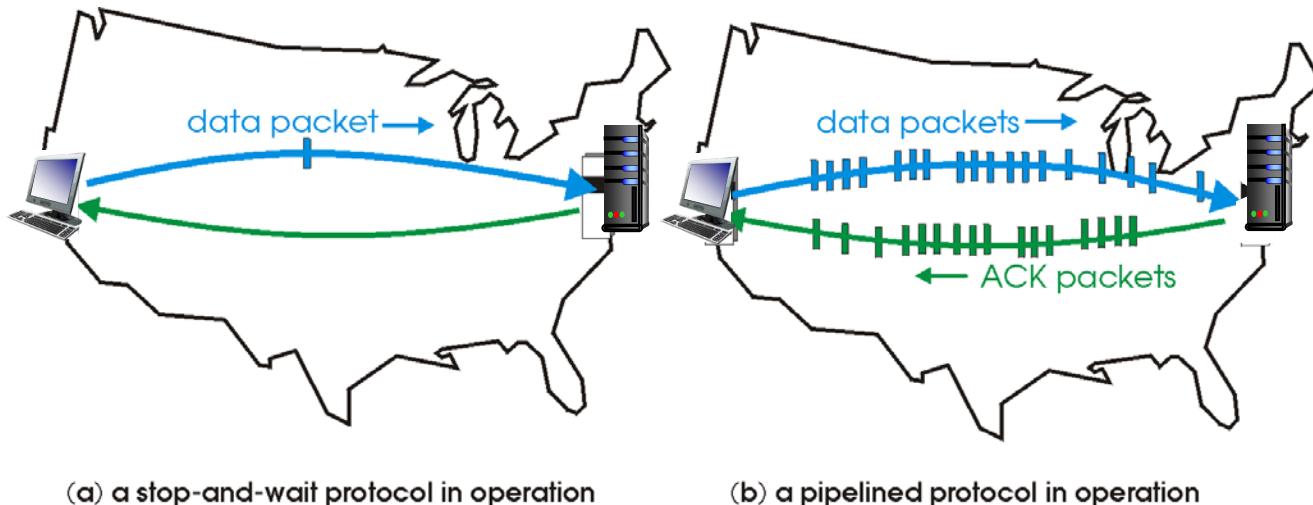 data packet
data packets
ACK packets
(a) a stop-and-wait protocol in operation
(b) a pipelined protocol in operation